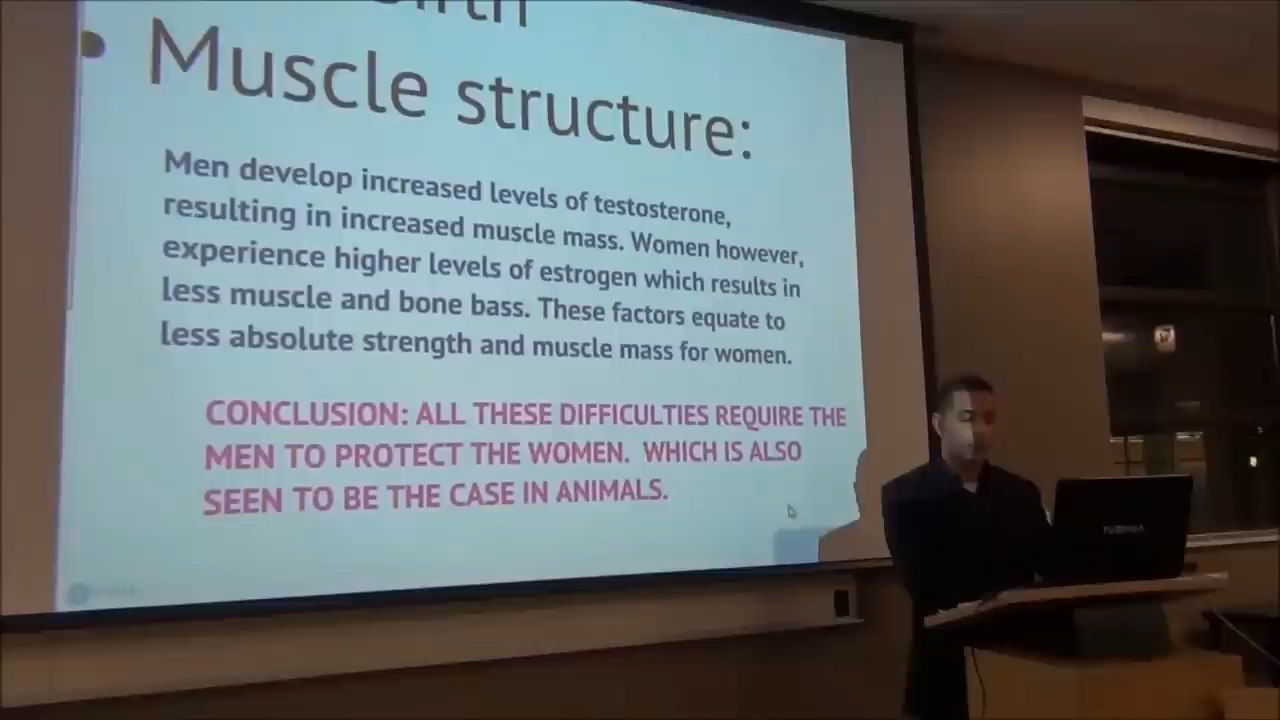 • Muscle structure:
Men develop increased levels of testosterone,
resulting in increased muscle mass. Women however,
experience higher levels of estrogen which results in
less muscle and bone bass. These factors equate to
less absolute strength and muscle mass for women.
CONCLUSION: ALL THESE DIFFICULTIES REQUIRE THE
MEN TO PROTECT THE WOMEN. WHICH IS ALSO
SEEN TO BE THE CASE IN ANIMALS.
TOSHIBA